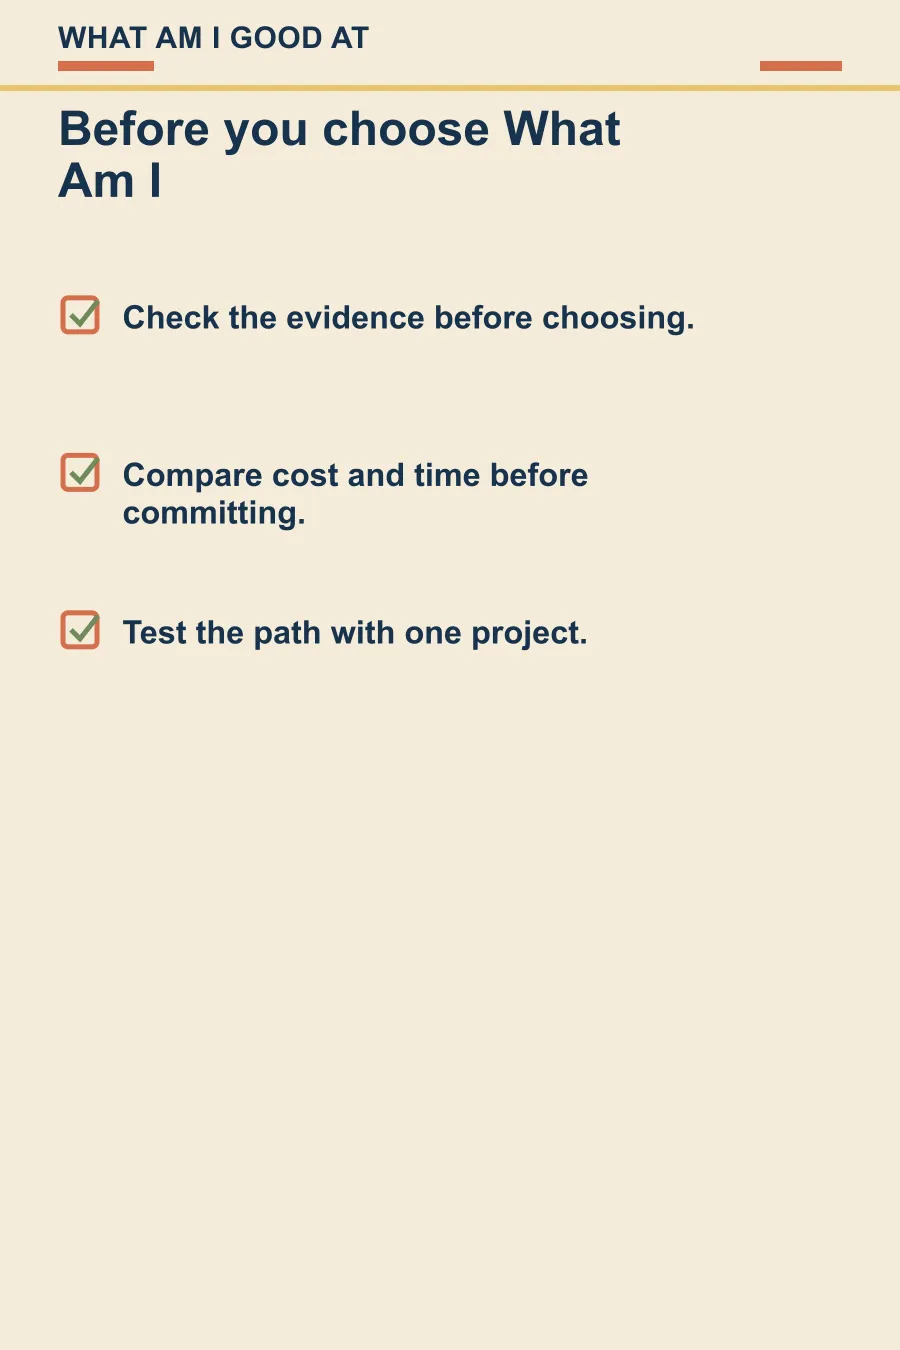 WHAT AM I GOOD AT
Before you choose What
Am I
Check the evidence before choosing.
Compare cost and time before
committing.
Test the path with one project.